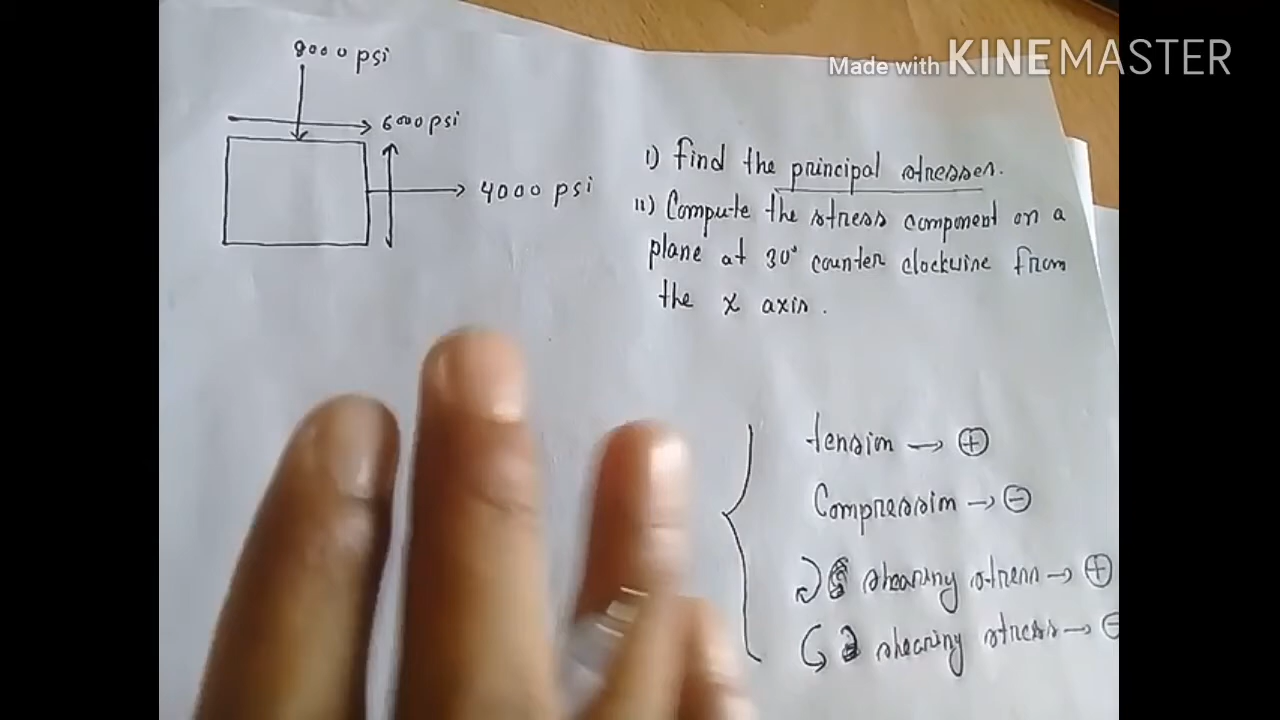 8000 psi
6000 psi
4000 psi
i) find the principal stresses.
ii) Compute the stress component on a
plane at 30° counter clockwise from
the x axis.
tension → ⊕
Compression → ⊖
shearing stress → ⊕
shearing stress → ⊖
Made with KINEMASTER